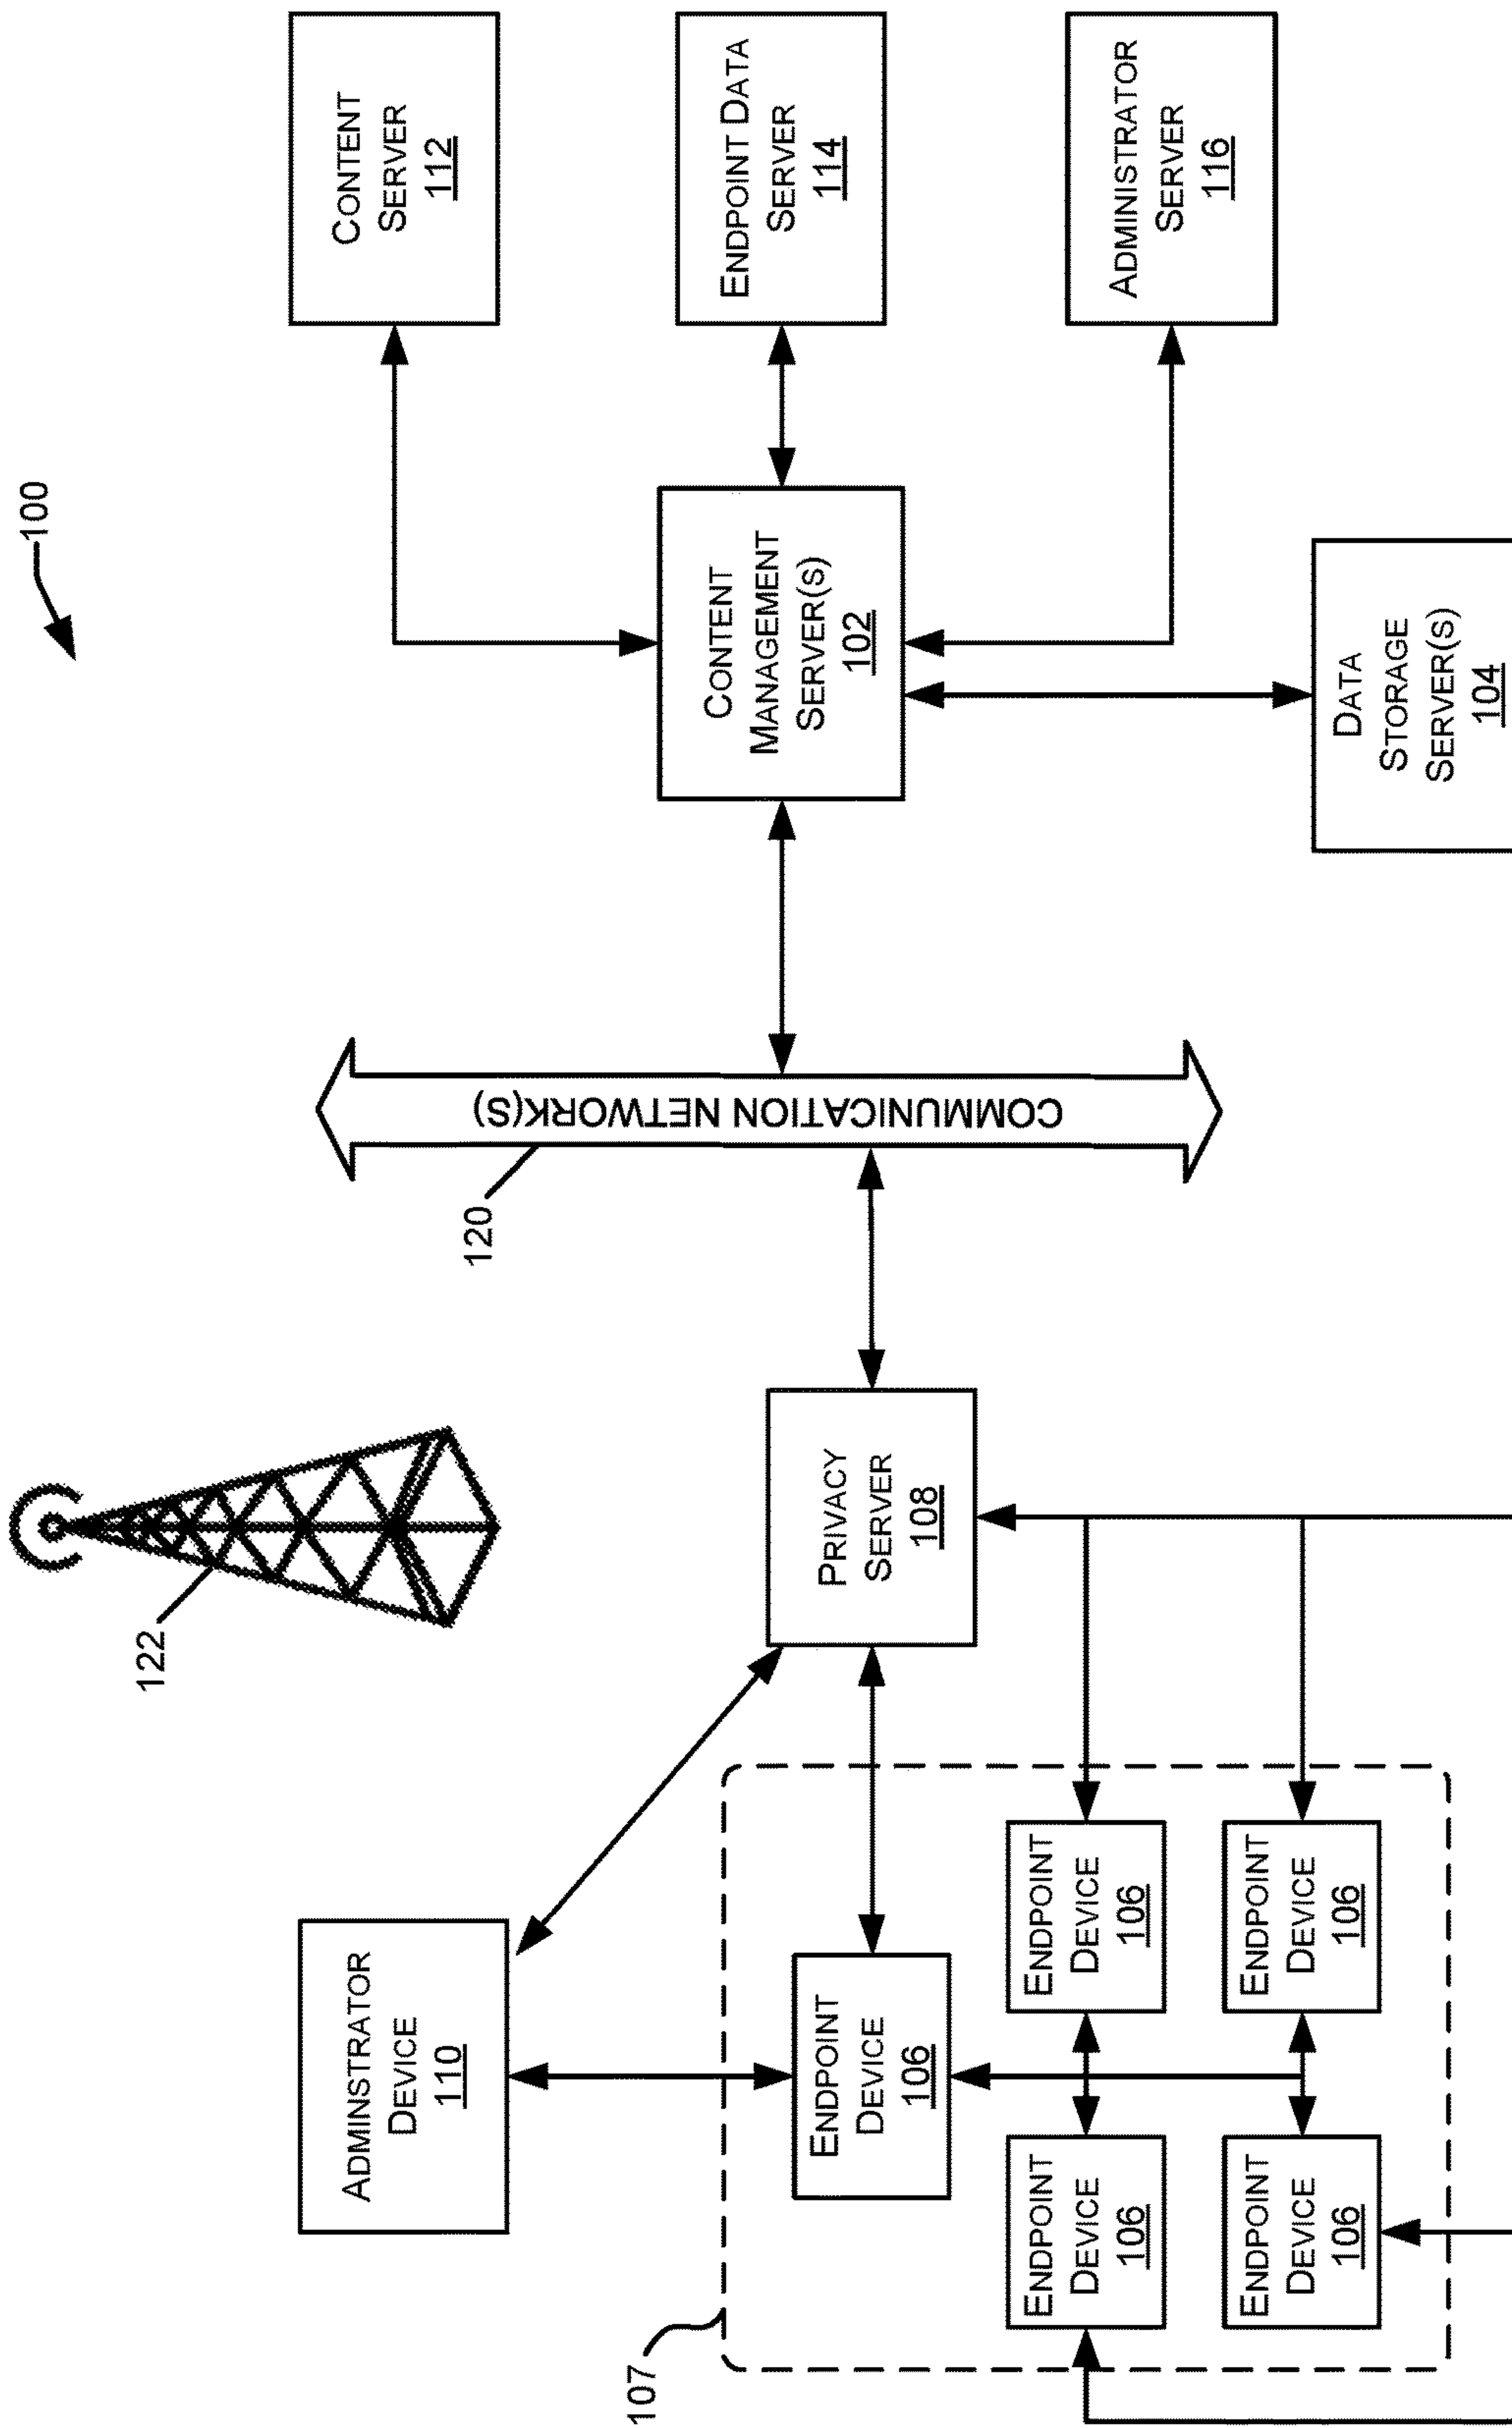 100
122
ADMINSTRATOR
DEVICE
110
107
ENDPOINT
DEVICE
106
ENDPOINT
DEVICE
106
ENDPOINT
DEVICE
106
ENDPOINT
DEVICE
106
ENDPOINT
DEVICE
106
PRIVACY
SERVER
108
120
COMMUNICATION NETWORK(S)
CONTENT
MANAGEMENT
SERVER(S)
102
CONTENT
SERVER
112
ENDPOINT DATA
SERVER
114
ADMINISTRATOR
SERVER
116
DATA
STORAGE
SERVER(S)
104